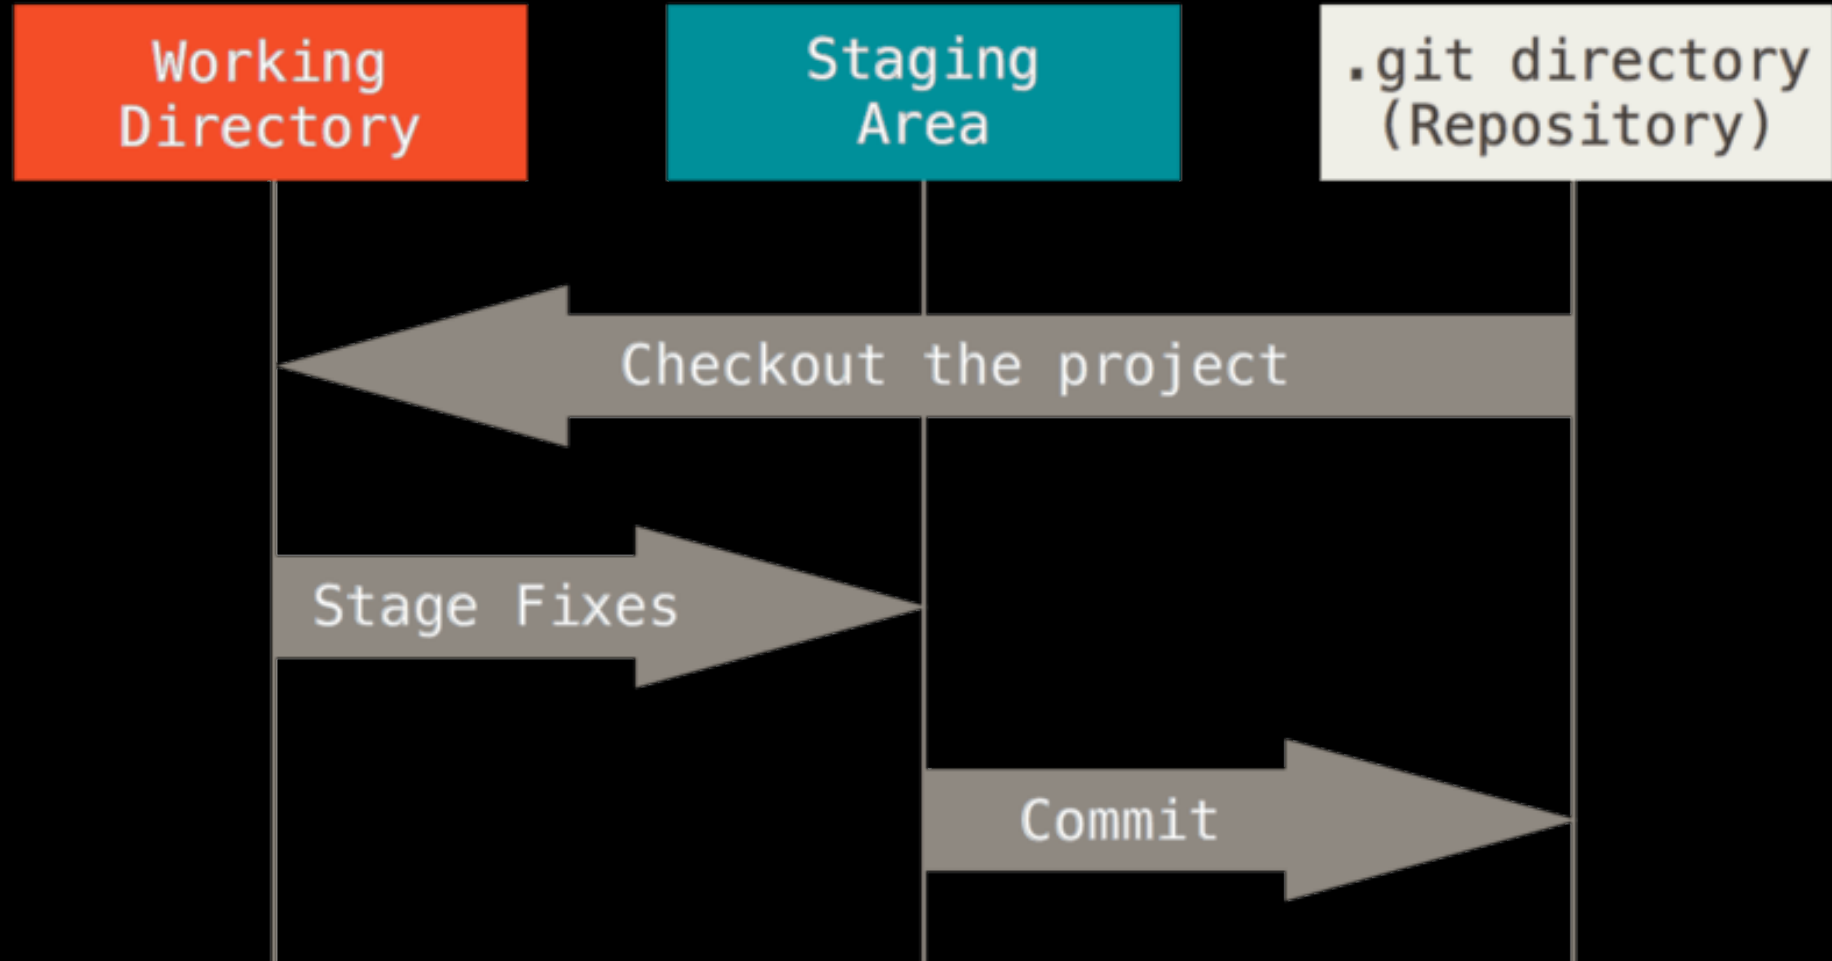 Working
Directory
Staging
Area
.git directory
(Repository)
Checkout the project
Stage Fixes
Commit